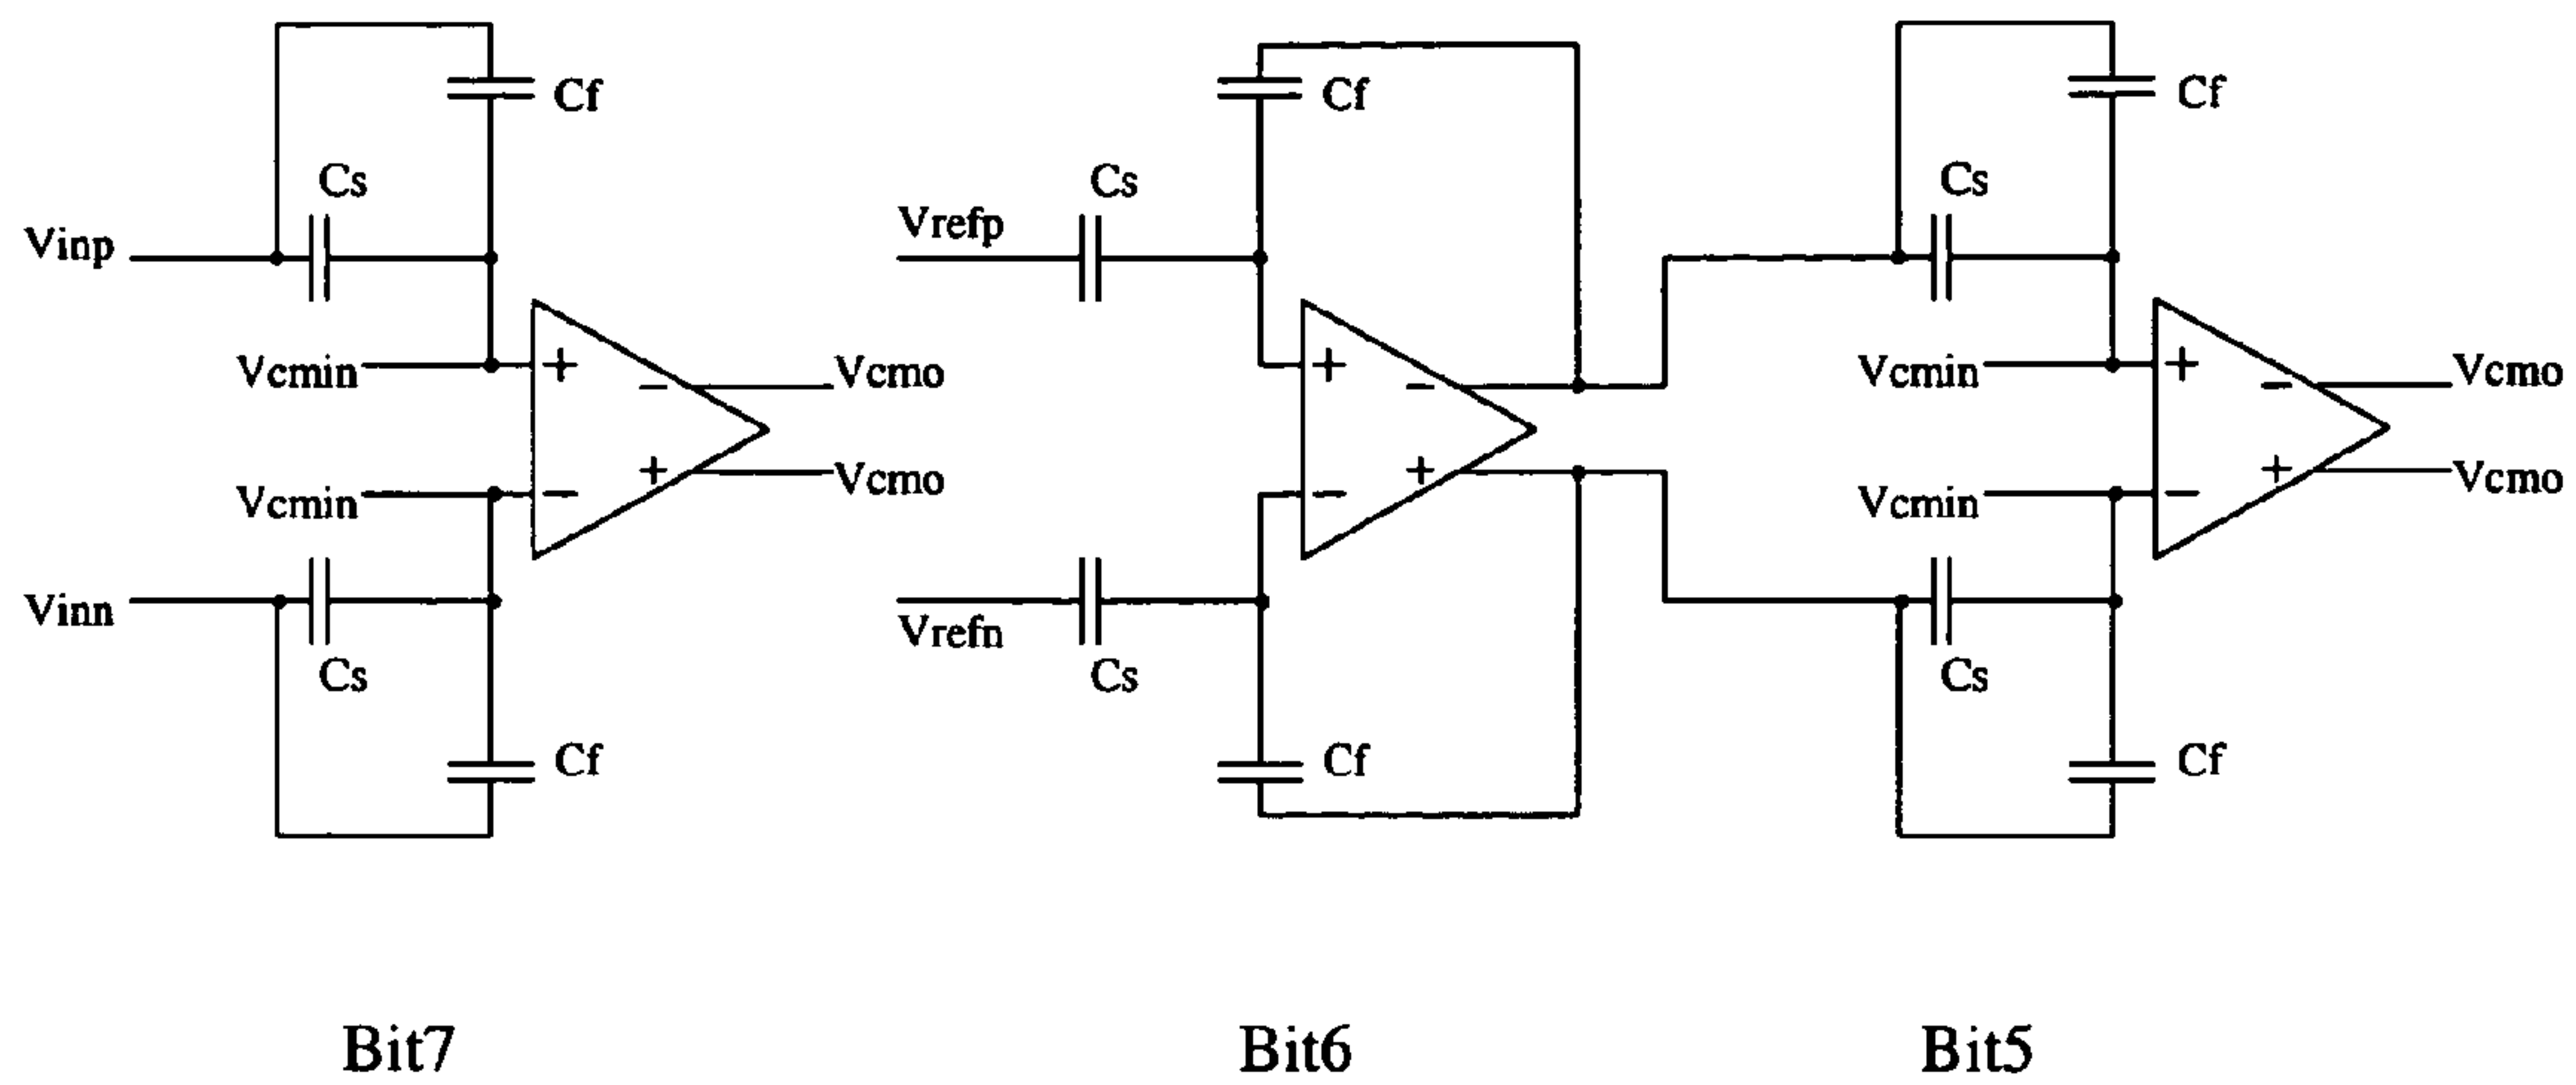 Cf
Cs
Vinp
Vcmin
+
−
Vcmo
Vcmin
−
+
Vcmo
Vinn
Cs
Cf
Cf
Cs
Vrefp
+
−
−
+
Vrefn
Cs
Cf
Cf
Cs
Vcmin
+
−
Vcmo
Vcmin
−
+
Vcmo
Cs
Cf
Bit7
Bit6
Bit5